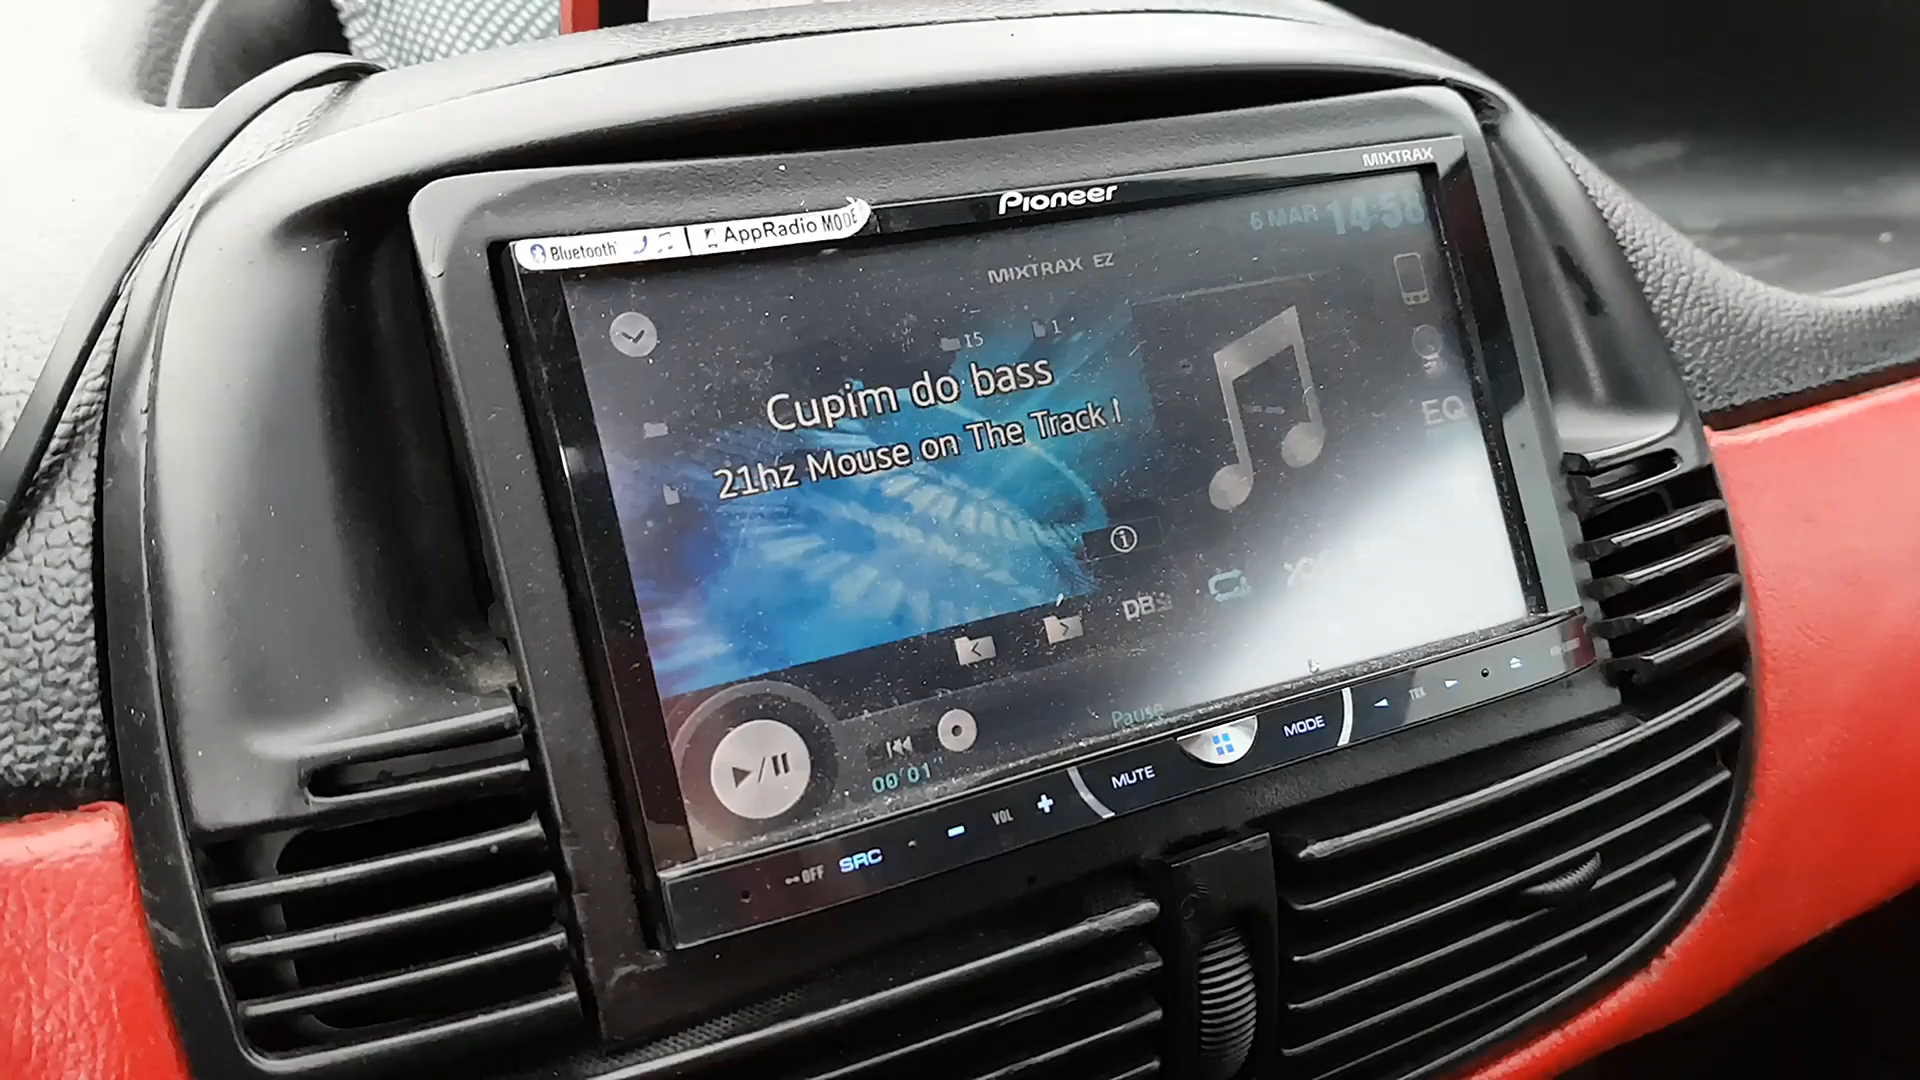 Pioneer
MIXTRAX
Bluetooth
AppRadio MODE
6 MAR 14:58
MIXTRAX EZ
15
1
Cupim do bass
21hz Mouse on The Track
EQ
DB
Pause
00'01"
OFF
SRC
VOL
MUTE
MODE
TRK